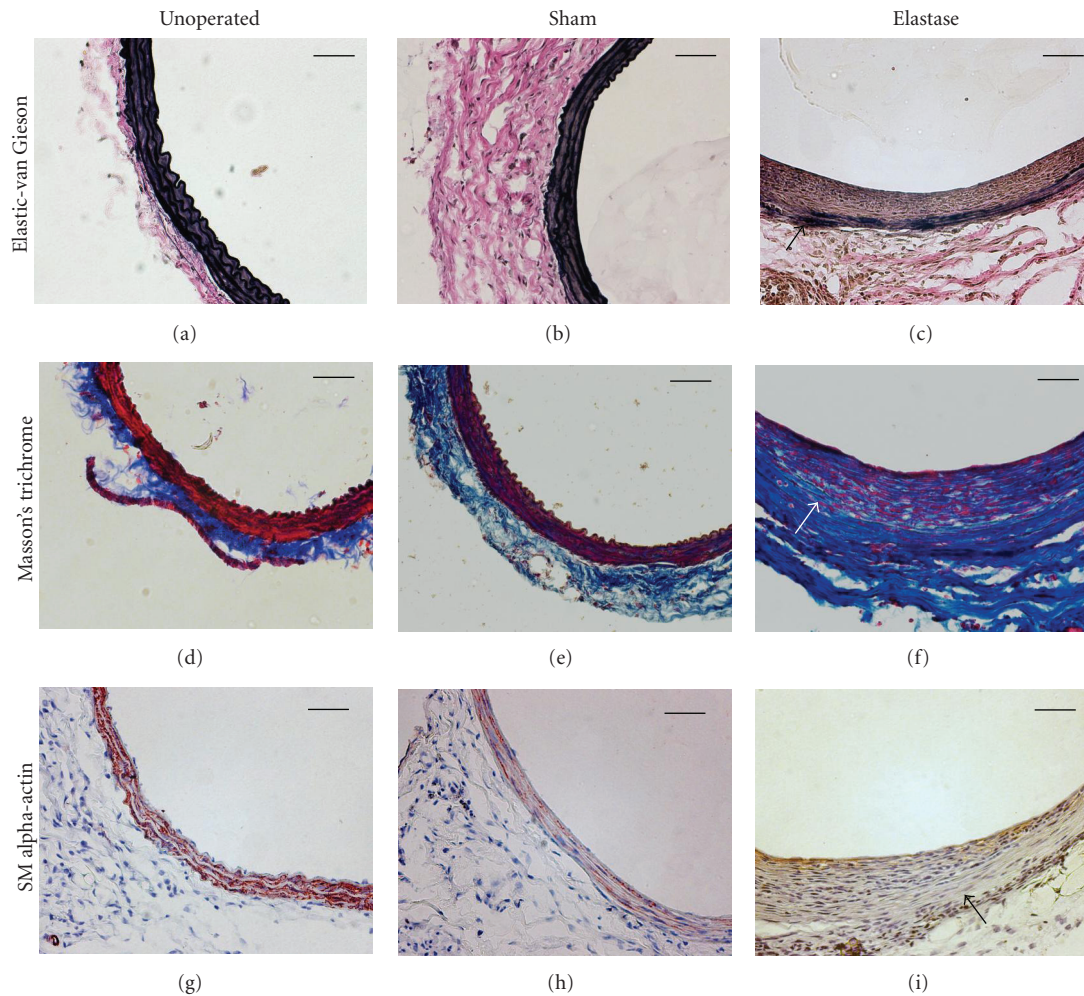 Unoperated
Sham
Elastase
Elastic-van Gieson
(a)
(b)
(c)
Masson's trichrome
(d)
(e)
(f)
SM alpha-actin
(g)
(h)
(i)